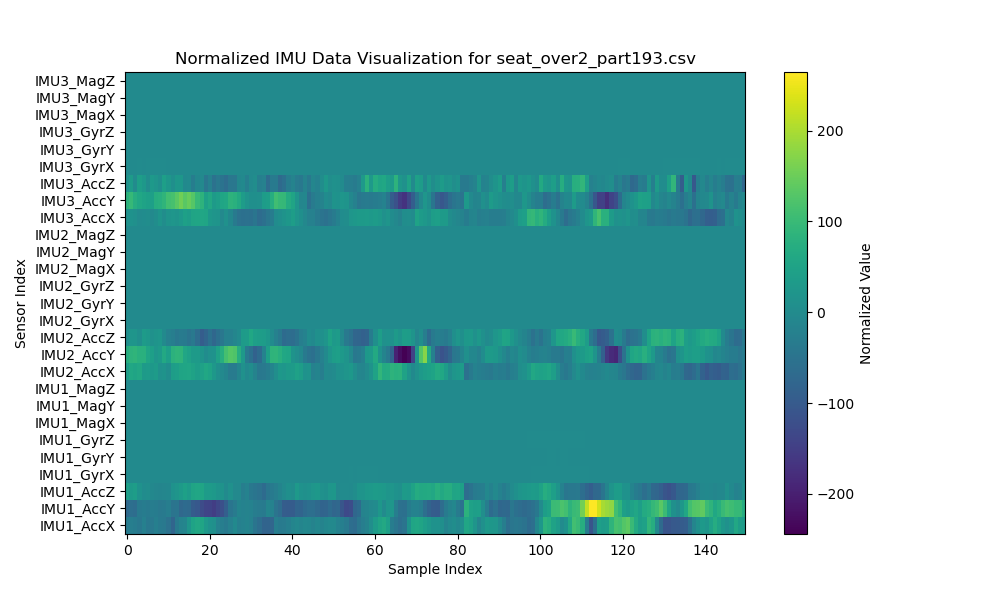 Normalized IMU Data Visualization for seat_over2_part193.csv
IMU3_MagZ
IMU3_MagY
IMU3_MagX
IMU3_GyrZ
IMU3_GyrY
IMU3_GyrX
IMU3_AccZ
IMU3_AccY
IMU3_AccX
IMU2_MagZ
IMU2_MagY
IMU2_MagX
IMU2_GyrZ
IMU2_GyrY
IMU2_GyrX
IMU2_AccZ
IMU2_AccY
IMU2_AccX
IMU1_MagZ
IMU1_MagY
IMU1_MagX
IMU1_GyrZ
IMU1_GyrY
IMU1_GyrX
IMU1_AccZ
IMU1_AccY
IMU1_AccX
Sensor Index
0 20 40 60 80 100 120 140
Sample Index
200
100
0
−100
−200
Normalized Value